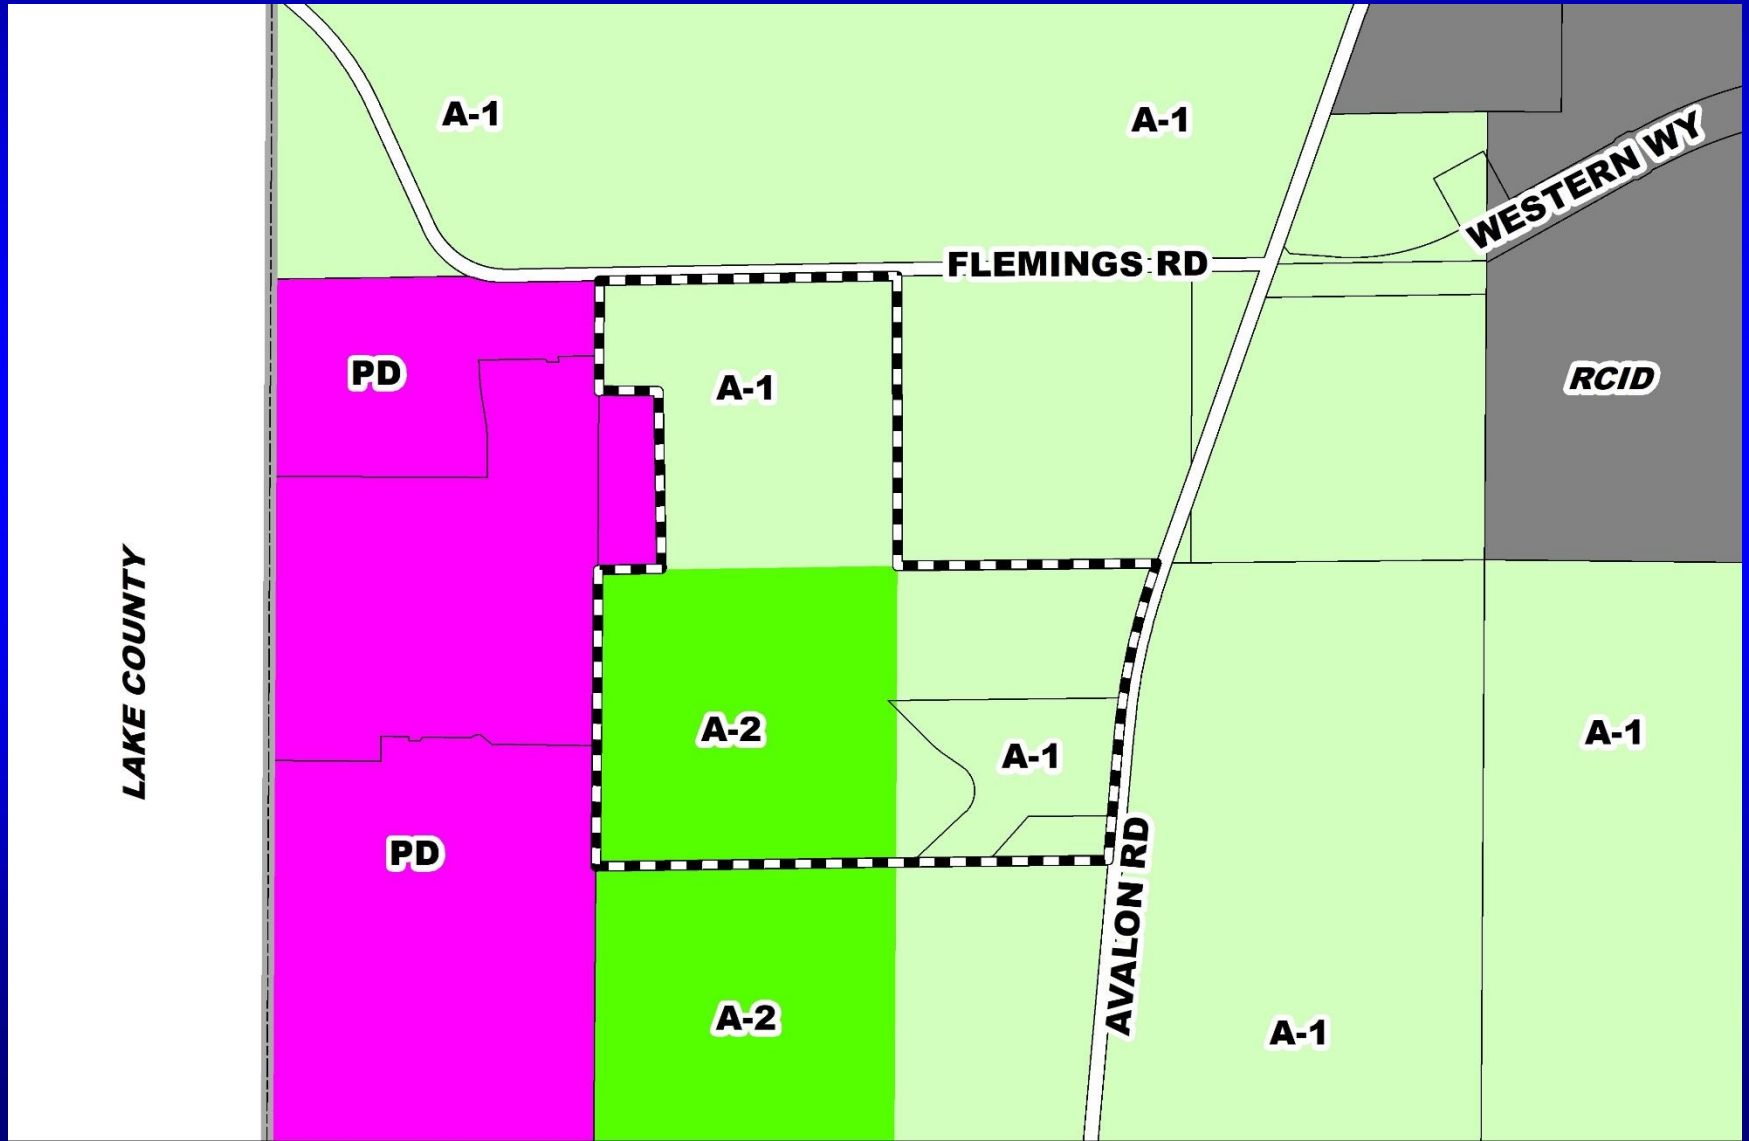 A-1
A-1
WESTERN WY
FLEMINGS RD
PD
A-1
RCID
LAKE COUNTY
A-2
A-1
A-1
PD
AVALON RD
A-2
A-1